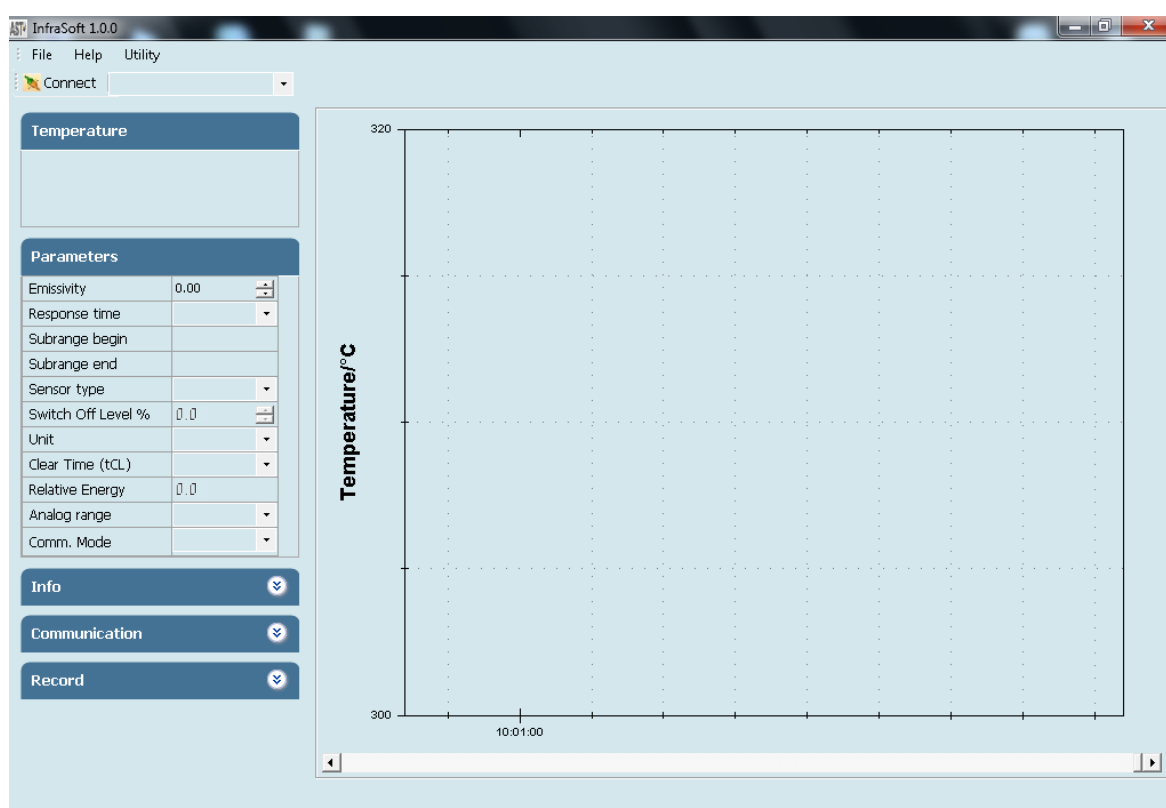 AST InfraSoft 1.0.0
File Help Utility
Connect
Temperature
Parameters
Emissivity 0.00
Response time
Subrange begin
Subrange end
Sensor type
Switch Off Level % 0.0
Unit
Clear Time (tCL)
Relative Energy 0.0
Analog range
Comm. Mode
Info
Communication
Record
320
Temperature/°C
300
10:01:00